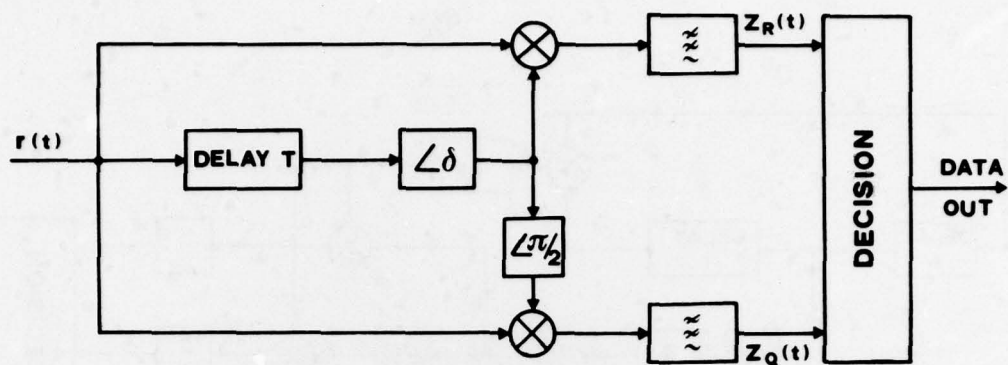 Z_R(t)
r(t)
DELAY T
∠δ
∠π/2
DECISION
DATA
OUT
Z_Q(t)